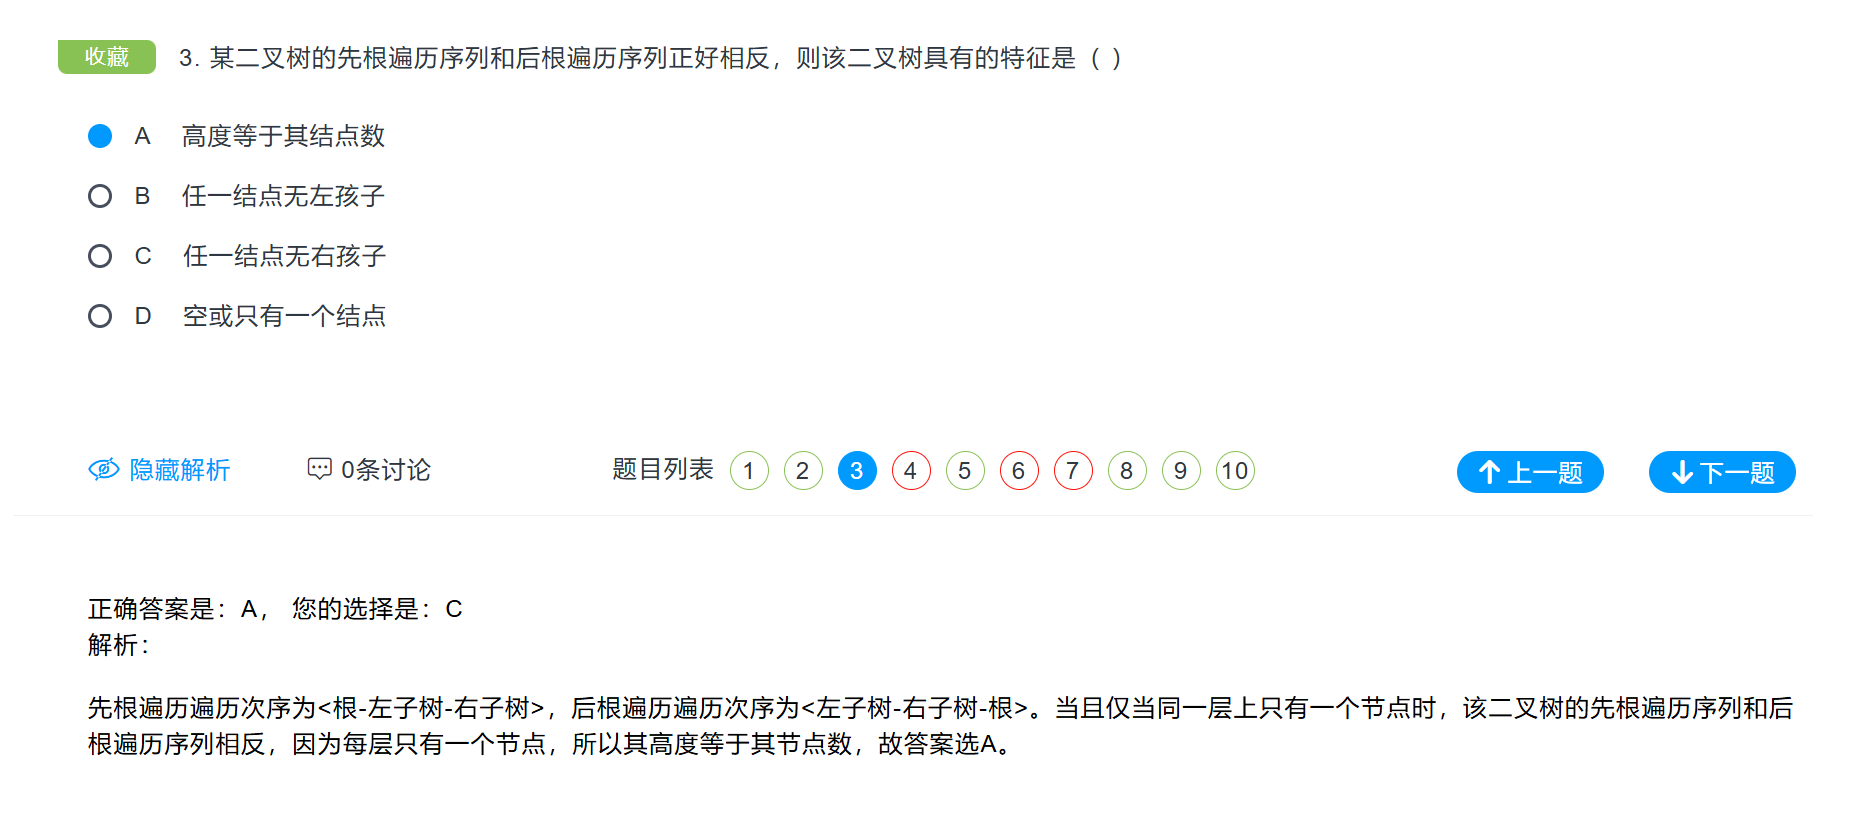 收藏 3. 某二叉树的先根遍历序列和后根遍历序列正好相反，则该二叉树具有的特征是（ ）
A 高度等于其结点数
B 任一结点无左孩子
C 任一结点无右孩子
D 空或只有一个结点
隐藏解析 0条讨论 题目列表 1 2 3 4 5 6 7 8 9 10 上一题 下一题
正确答案是：A， 您的选择是：C
解析：
先根遍历遍历次序为<根-左子树-右子树>，后根遍历遍历次序为<左子树-右子树-根>。当且仅当同一层上只有一个节点时，该二叉树的先根遍历序列和后
根遍历序列相反，因为每层只有一个节点，所以其高度等于其节点数，故答案选A。